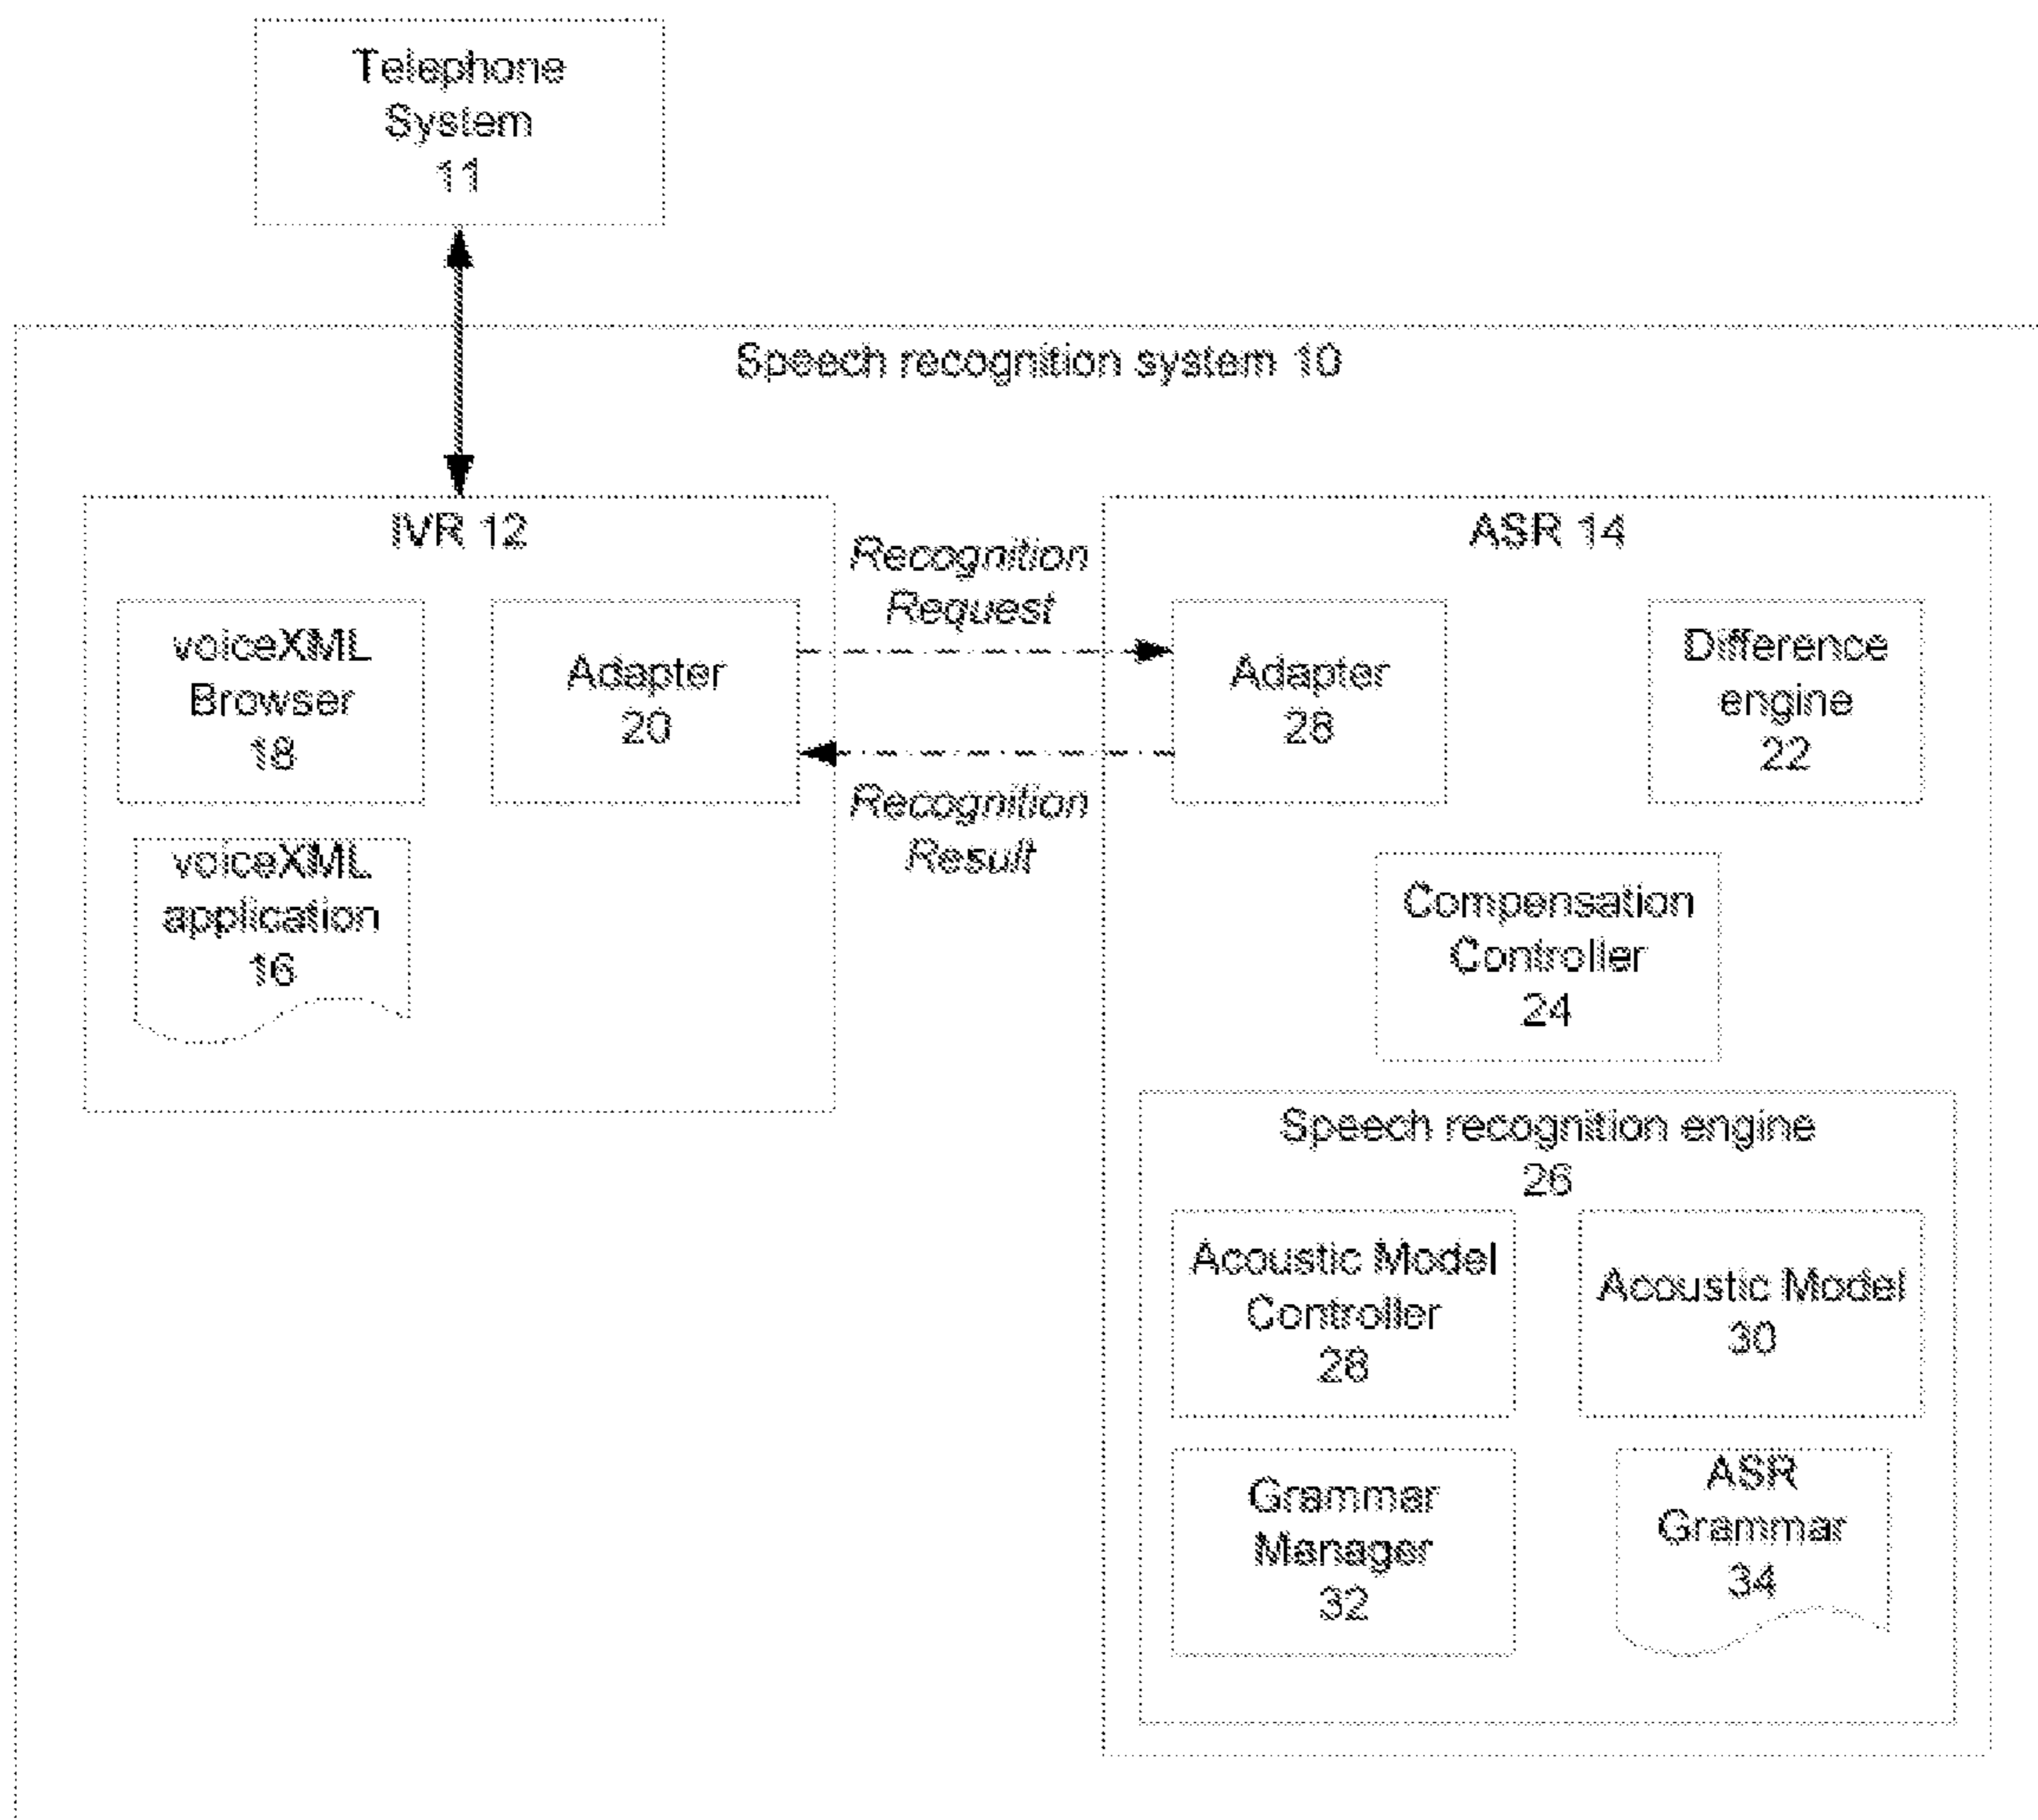 Telephone
System
11
Speech recognition system 10
IVR 12
voiceXML
Browser
18
Adapter
20
voiceXML
application
16
Recognition
Request
Recognition
Result
ASR 14
Adapter
28
Difference
engine
22
Compensation
Controller
24
Speech recognition engine
26
Acoustic Model
Controller
28
Acoustic Model
30
Grammar
Manager
32
ASR
Grammar
34